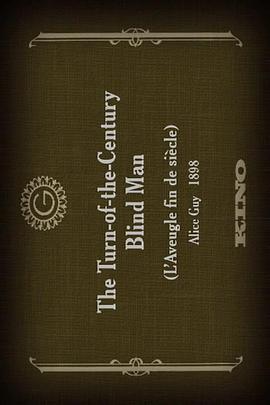 The Turn-of-the-Century
Blind Man
(L'Aveugle fin de siècle)
Alice Guy 1898
G
KINO